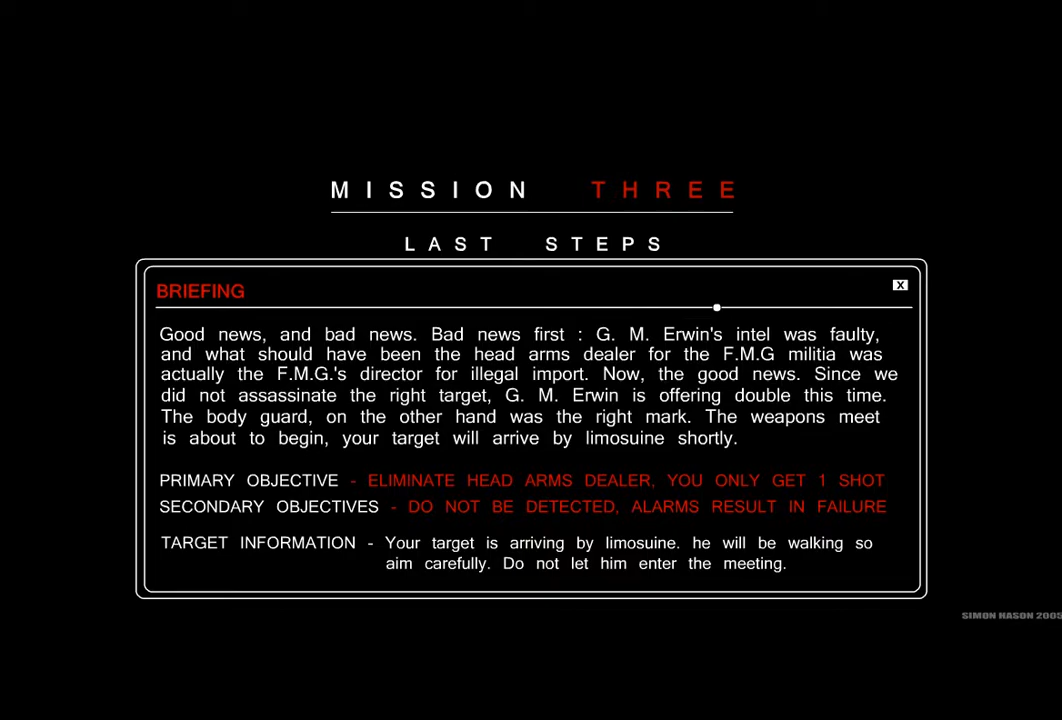 MISSION THREE
LAST STEPS
BRIEFING
X
Good news, and bad news. Bad news first : G. M. Erwin's intel was faulty,
and what should have been the head arms dealer for the F.M.G militia was
actually the F.M.G.'s director for illegal import. Now, the good news. Since we
did not assassinate the right target, G. M. Erwin is offering double this time.
The body guard, on the other hand was the right mark. The weapons meet
is about to begin, your target will arrive by limosuine shortly.
PRIMARY OBJECTIVE - ELIMINATE HEAD ARMS DEALER, YOU ONLY GET 1 SHOT
SECONDARY OBJECTIVES - DO NOT BE DETECTED, ALARMS RESULT IN FAILURE
TARGET INFORMATION - Your target is arriving by limosuine. he will be walking so
aim carefully. Do not let him enter the meeting.
SIMON HASON 2005